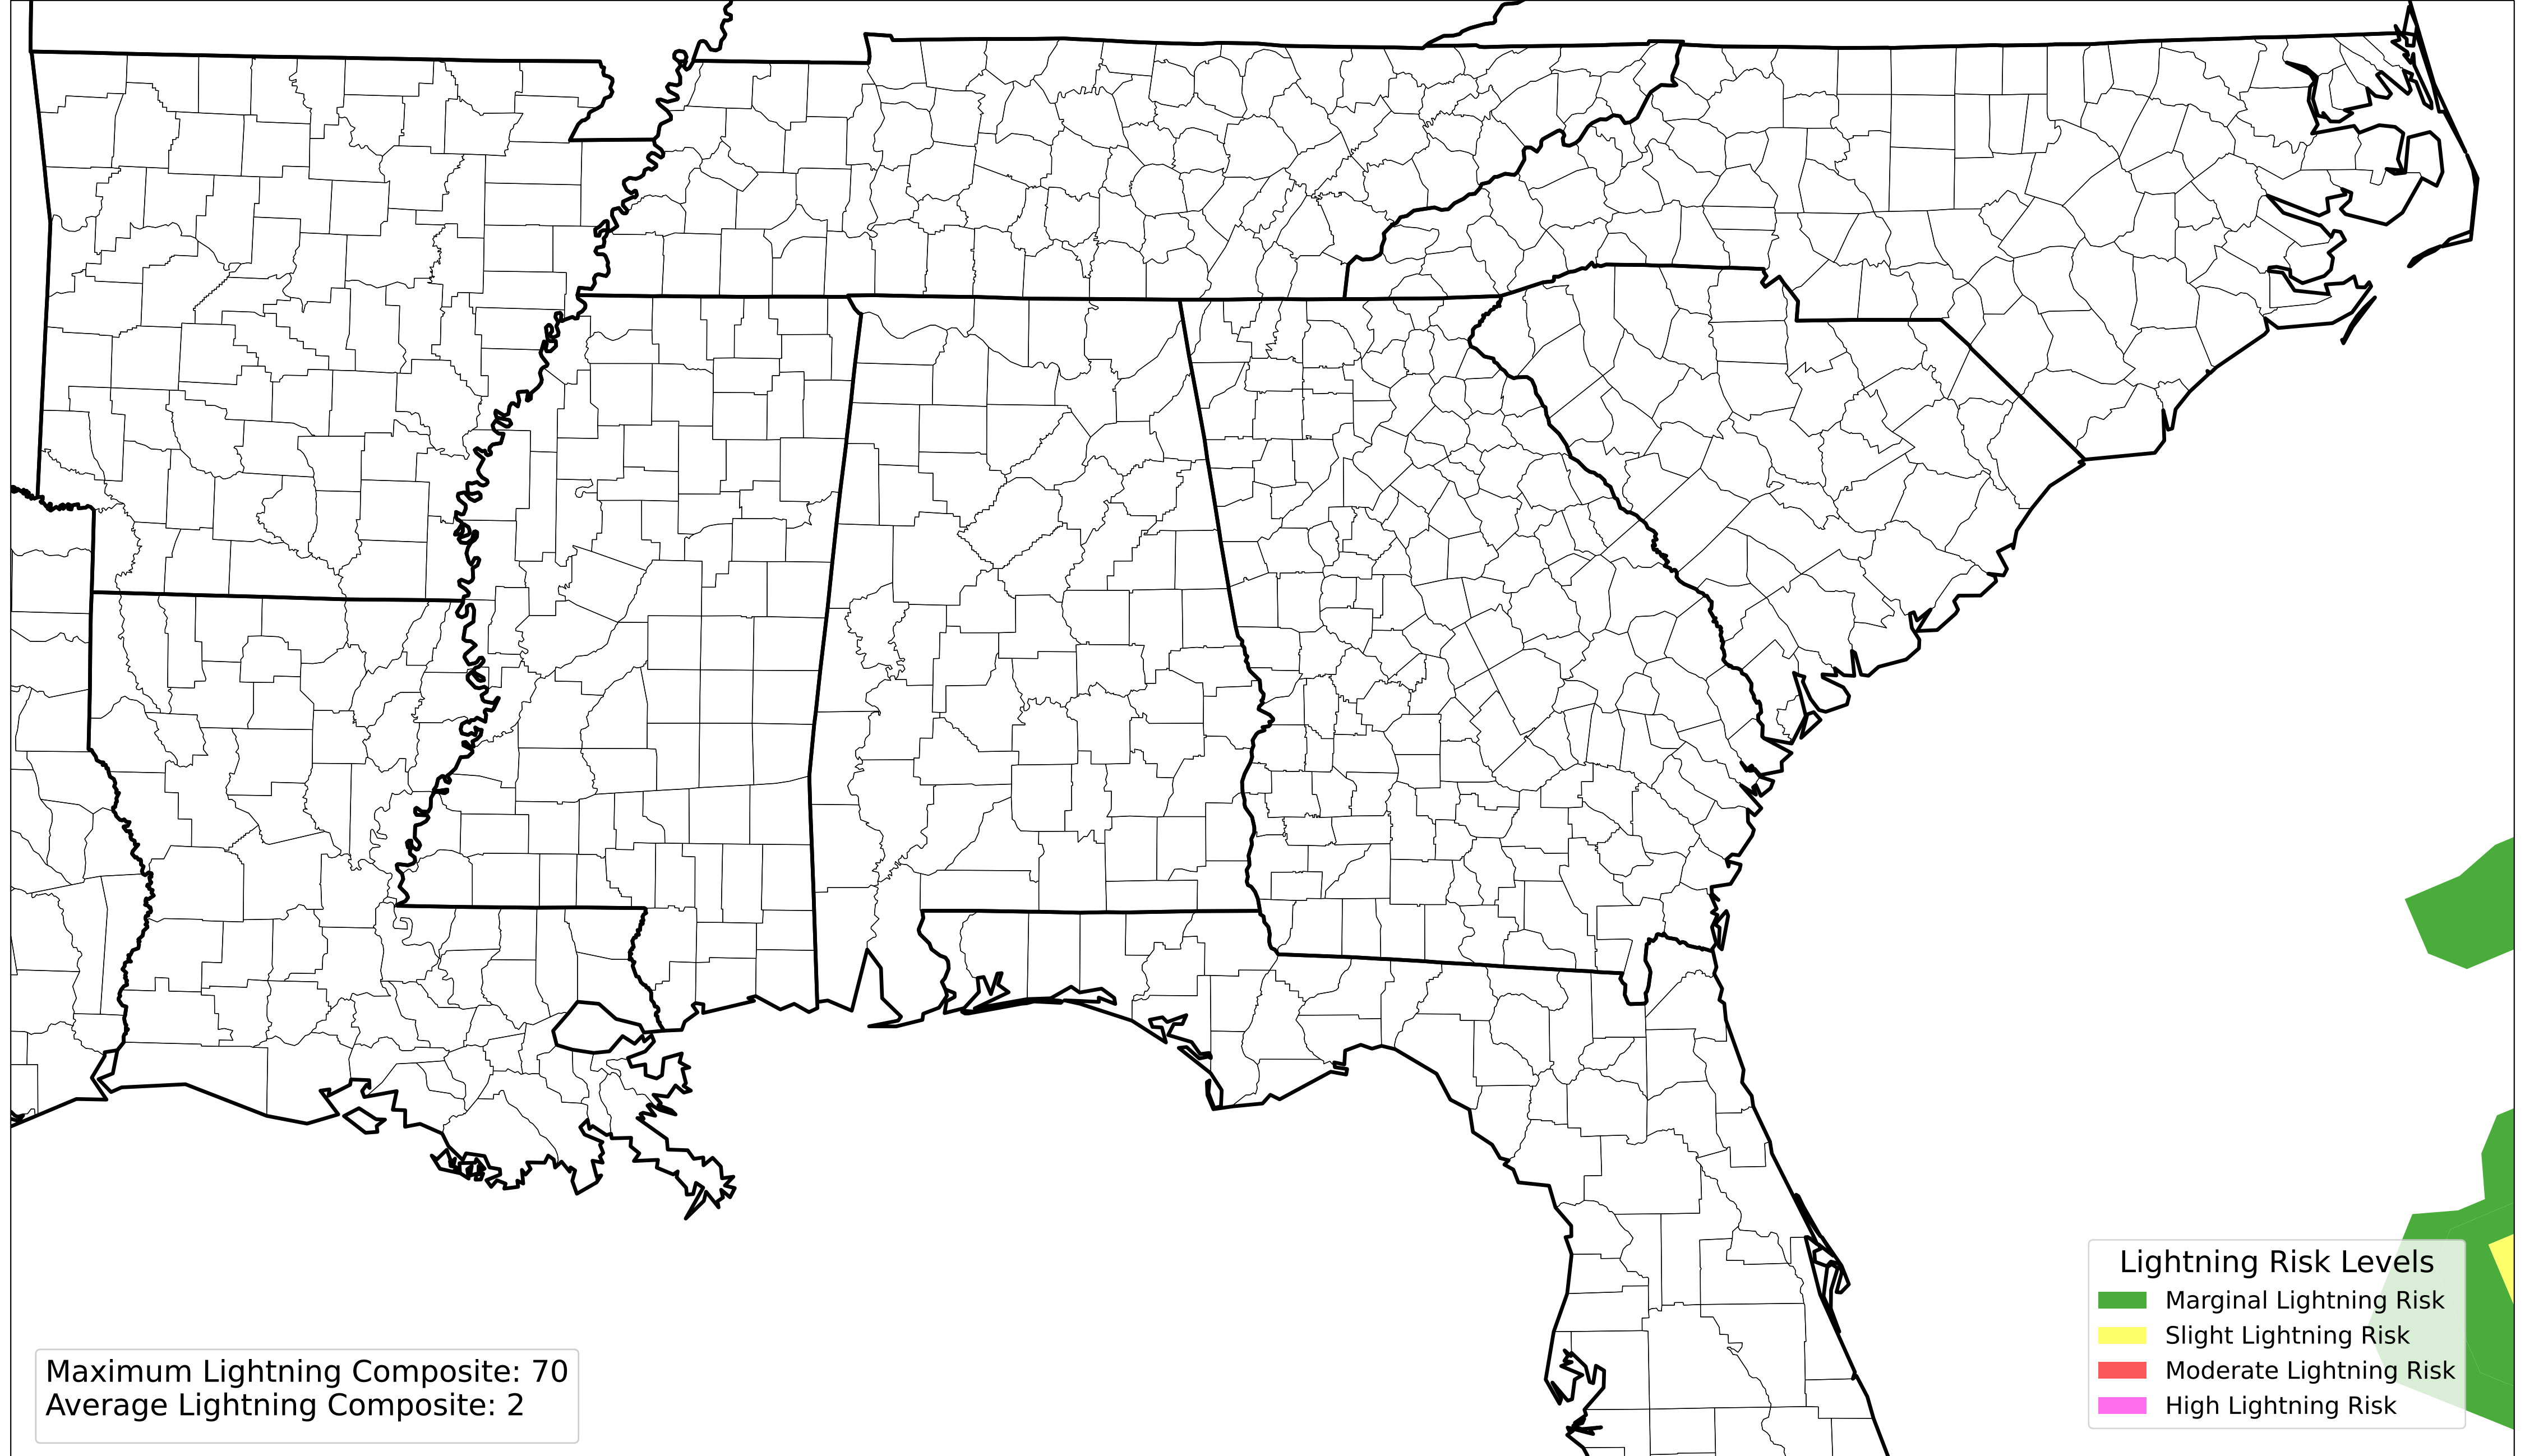 Maximum Lightning Composite: 70
Average Lightning Composite: 2
Lightning Risk Levels
Marginal Lightning Risk
Slight Lightning Risk
Moderate Lightning Risk
High Lightning Risk